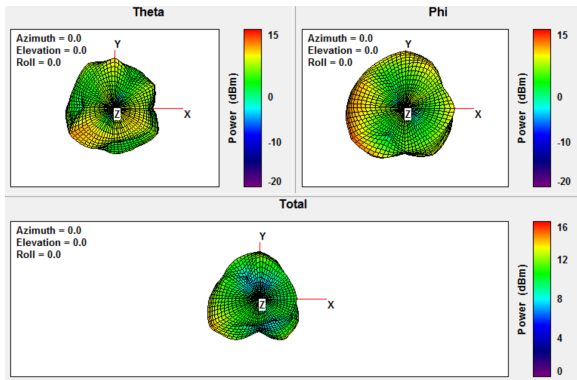 Theta
Azimuth = 0.0
Elevation = 0.0
Roll = 0.0
Y
Z
X
15
0
-10
-20
Power (dBm)
Phi
Azimuth = 0.0
Elevation = 0.0
Roll = 0.0
Y
Z
X
15
0
-10
-20
Power (dBm)
Total
Azimuth = 0.0
Elevation = 0.0
Roll = 0.0
Y
Z
X
16
12
8
4
0
Power (dBm)